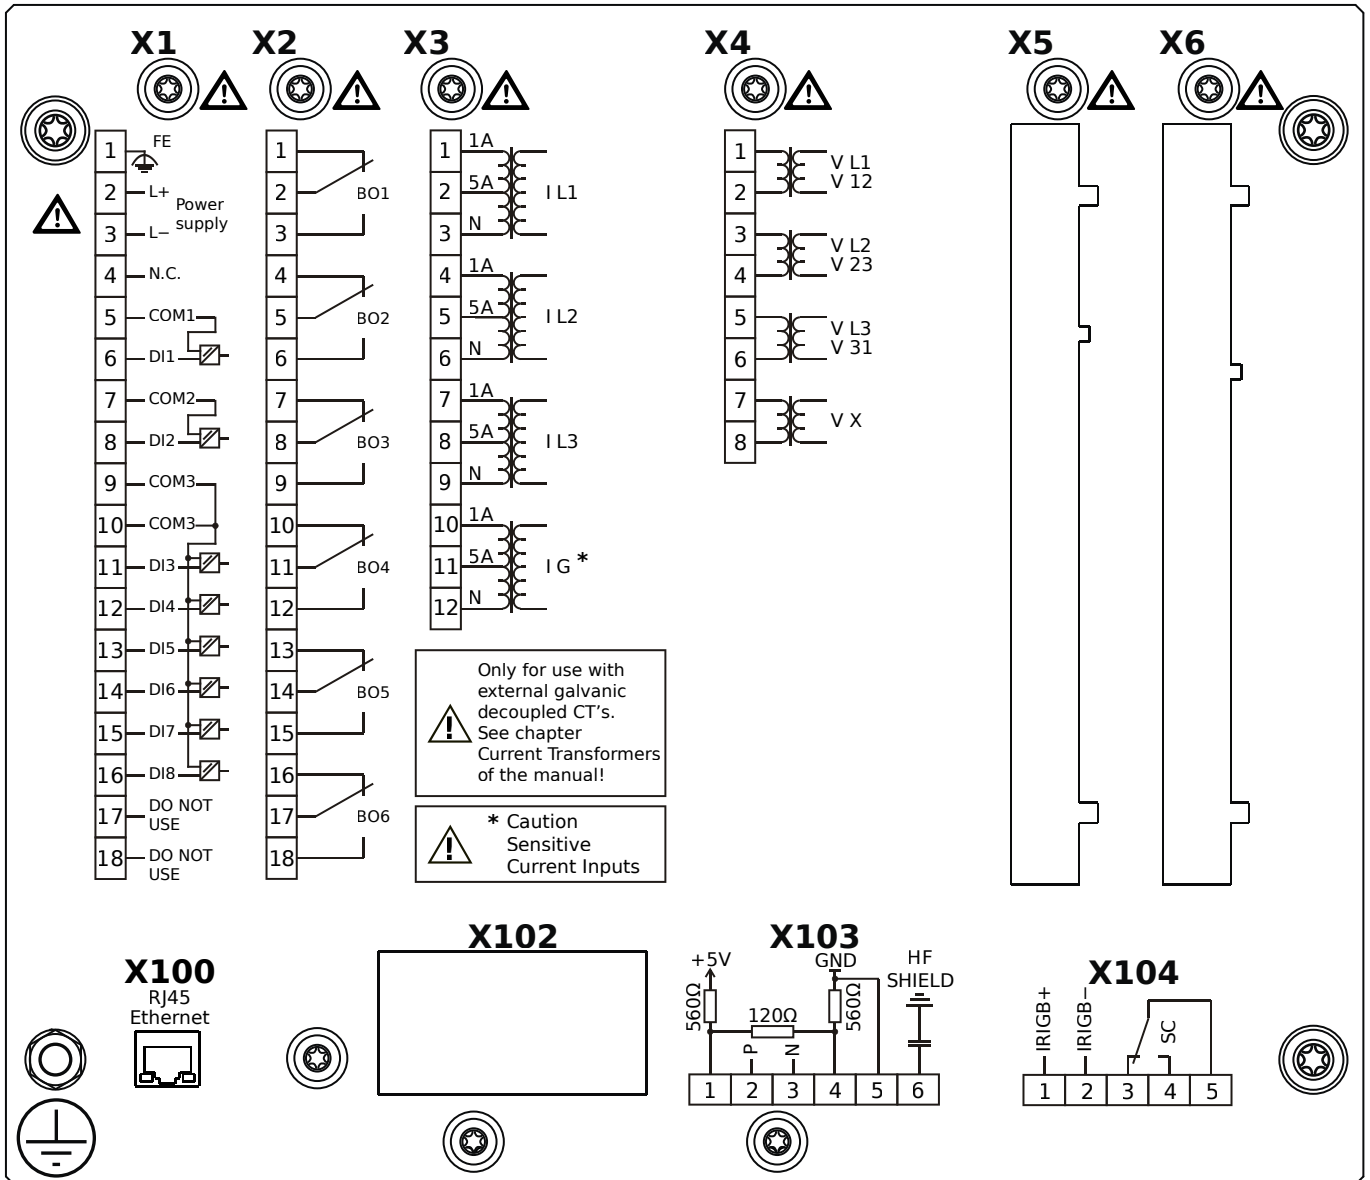 X1
X2
X3
X4
X5
X6
1
FE
2
L+
Power
supply
3
L−
4
N.C.
5
COM1
6
DI1
7
COM2
8
DI2
9
COM3
10
COM3
11
DI3
12
DI4
13
DI5
14
DI6
15
DI7
16
DI8
17
DO NOT
USE
18
DO NOT
USE
1
2
BO1
3
4
5
BO2
6
7
8
BO3
9
10
11
BO4
12
13
14
BO5
15
16
17
BO6
18
1
1A
2
5A
I L1
3
N
4
1A
5
5A
I L2
6
N
7
1A
8
5A
I L3
9
N
10
1A
11
5A
I G *
12
N
Only for use with
external galvanic
decoupled CT's.
See chapter
Current Transformers
of the manual!
* Caution
Sensitive
Current Inputs
1
V L1
2
V 12
3
V L2
4
V 23
5
V L3
6
V 31
7
V X
8
X100
RJ45
Ethernet
X102
X103
+5V
GND
HF
SHIELD
560Ω
120Ω
560Ω
P
N
1 2 3 4 5 6
X104
IRIGB+
IRIGB−
SC
1 2 3 4 5